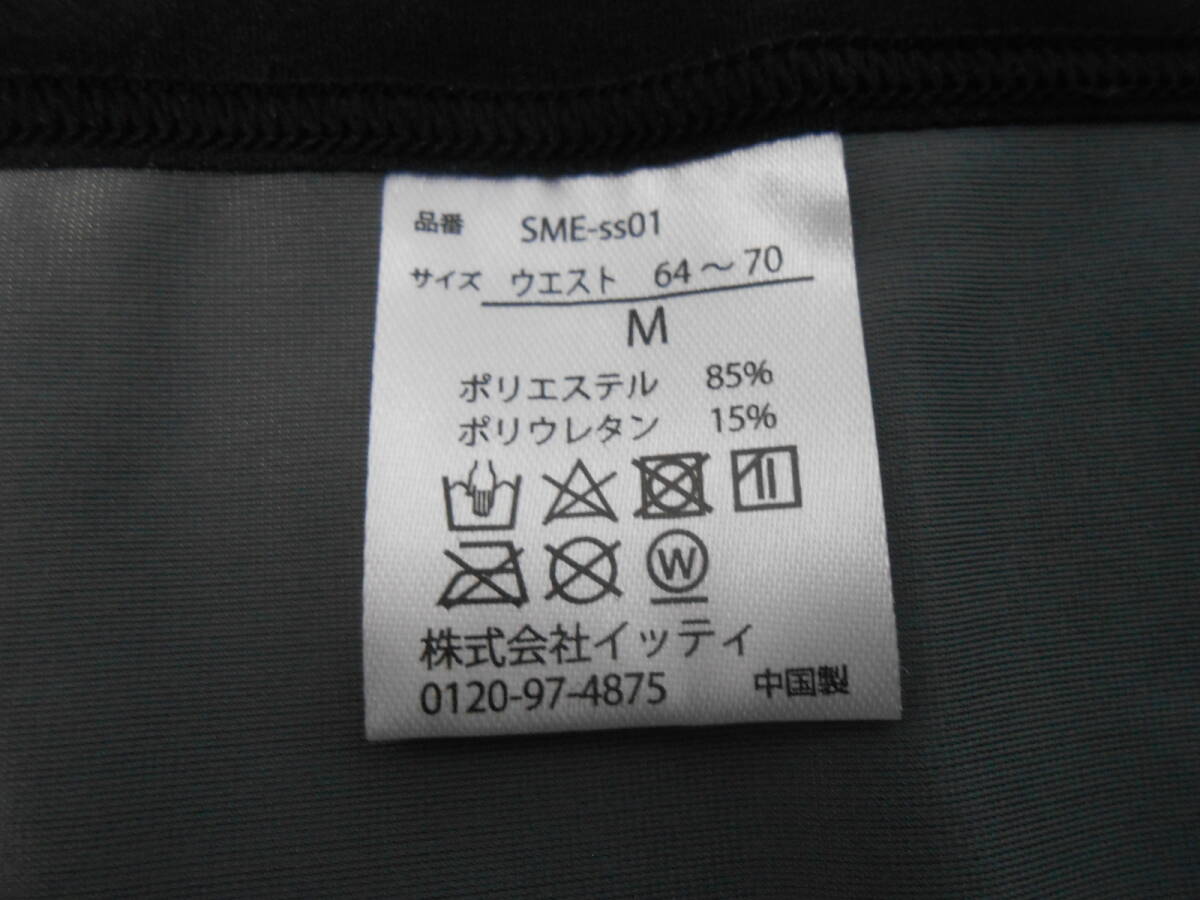 品番 SME-ss01
サイズ ウエスト 64～70
M
ポリエステル 85%
ポリウレタン 15%
W
株式会社イッティ
0120-97-4875 中国製